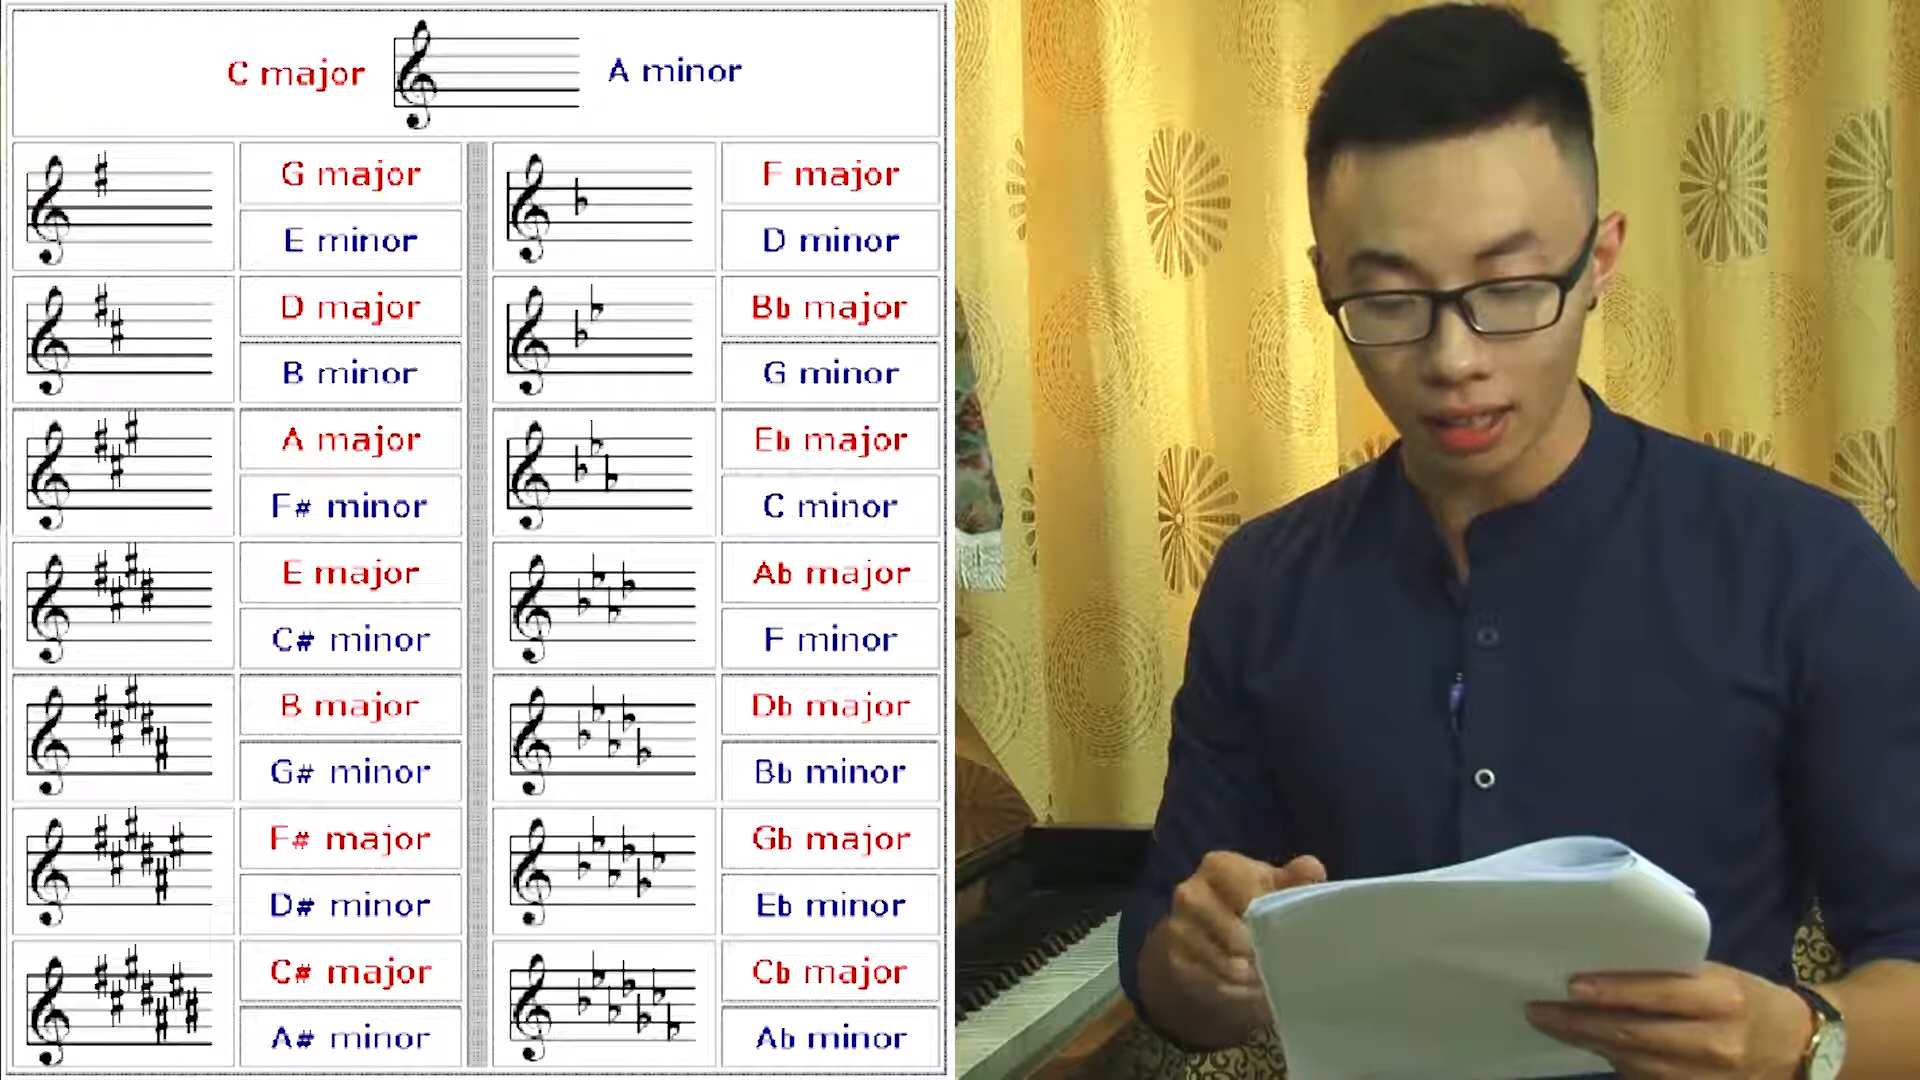 C major A minor
G major
E minor
D major
B minor
A major
F# minor
E major
C# minor
B major
G# minor
F# major
D# minor
C# major
A# minor
F major
D minor
Bb major
G minor
Eb major
C minor
Ab major
F minor
Db major
Bb minor
Gb major
Eb minor
Cb major
Ab minor